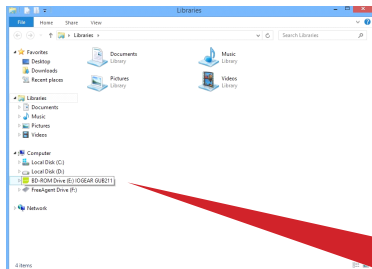 Libraries
File Home Share View
Libraries
Search Libraries
Favorites
Desktop
Downloads
Recent places
Libraries
Documents
Music
Pictures
Videos
Computer
Local Disk (C:)
Local Disk (D:)
BD-ROM Drive (E:) IOGEAR GUB211
FreeAgent Drive (F:)
Network
Documents
Library
Music
Library
Pictures
Library
Videos
Library
4 items